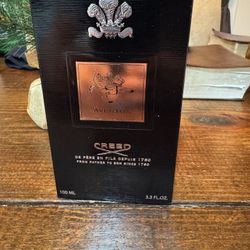 AVENTUS
CREED
DE PÈRE EN FILS DEPUIS 1760
FROM FATHER TO SON SINCE 1760
100 ML 3.3 FL.OZ